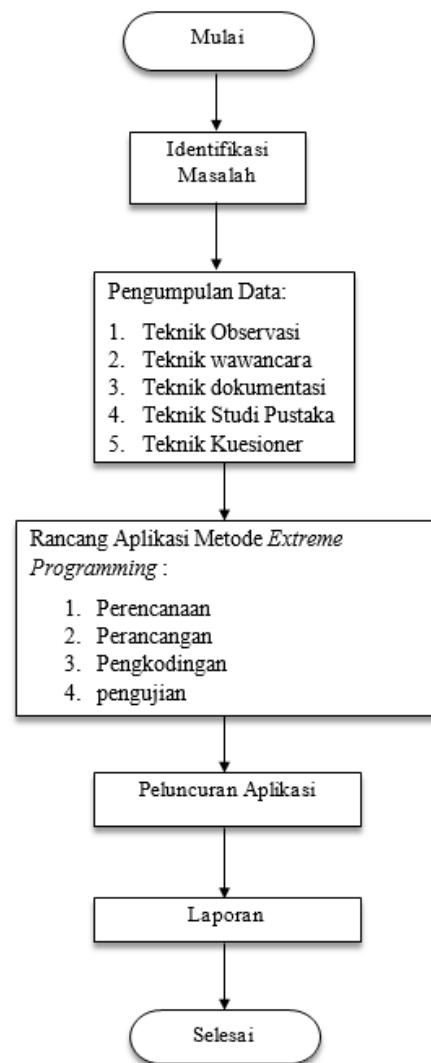 Mulai
Identifikasi
Masalah
Pengumpulan Data:
1. Teknik Observasi
2. Teknik wawancara
3. Teknik dokumentasi
4. Teknik Studi Pustaka
5. Teknik Kuesioner
Rancang Aplikasi Metode Extreme
Programming :
1. Perencanaan
2. Perancangan
3. Pengkodingan
4. pengujian
Peluncuran Aplikasi
Laporan
Selesai